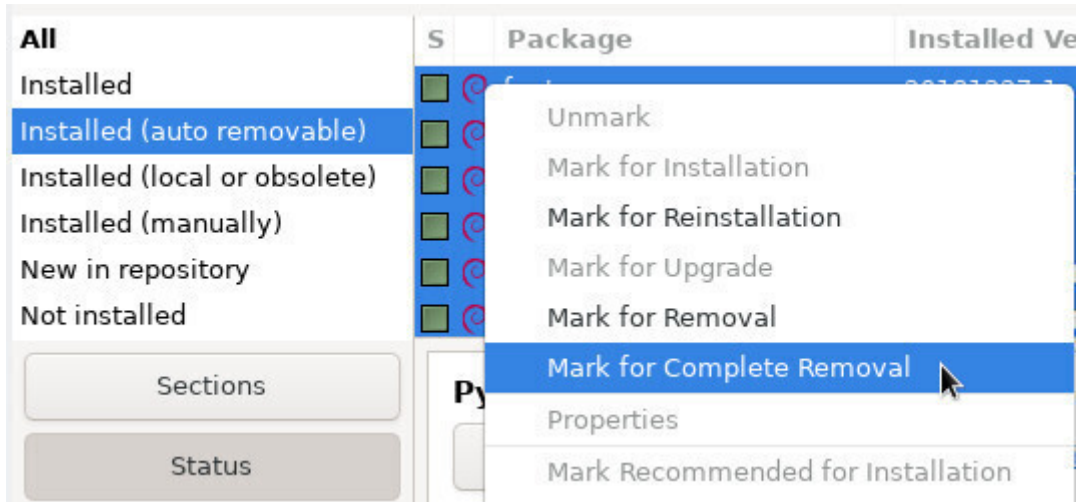 All
Installed
Installed (auto removable)
Installed (local or obsolete)
Installed (manually)
New in repository
Not installed
Sections
Status
S Package Installed Ve
Unmark
Mark for Installation
Mark for Reinstallation
Mark for Upgrade
Mark for Removal
Mark for Complete Removal
Properties
Mark Recommended for Installation
Py